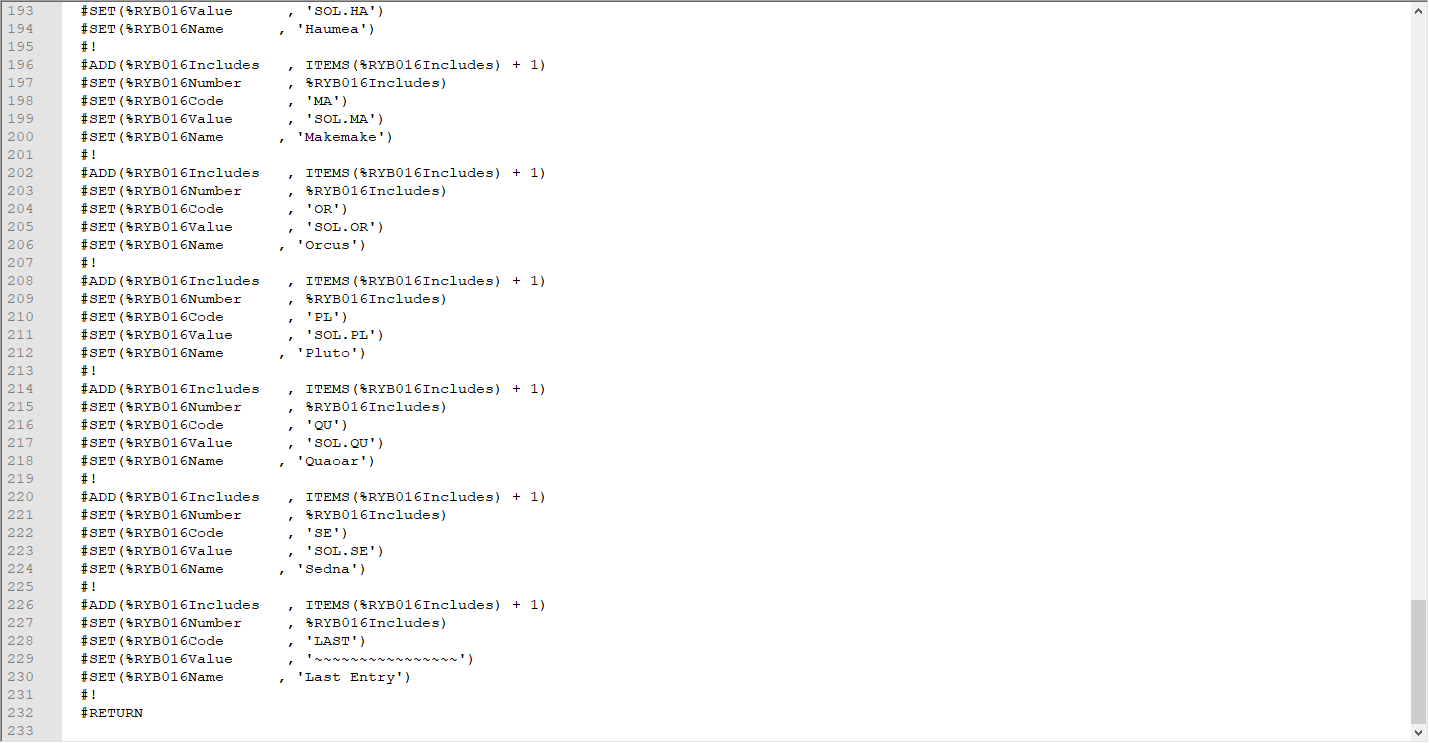 193 #SET(%RYB016Value      , 'SOL.HA')
194 #SET(%RYB016Name      , 'Haumea')
195 #!
196 #ADD(%RYB016Includes   , ITEMS(%RYB016Includes) + 1)
197 #SET(%RYB016Number     , %RYB016Includes)
198 #SET(%RYB016Code       , 'MA')
199 #SET(%RYB016Value      , 'SOL.MA')
200 #SET(%RYB016Name      , 'Makemake')
201 #!
202 #ADD(%RYB016Includes   , ITEMS(%RYB016Includes) + 1)
203 #SET(%RYB016Number     , %RYB016Includes)
204 #SET(%RYB016Code       , 'OR')
205 #SET(%RYB016Value      , 'SOL.OR')
206 #SET(%RYB016Name      , 'Orcus')
207 #!
208 #ADD(%RYB016Includes   , ITEMS(%RYB016Includes) + 1)
209 #SET(%RYB016Number     , %RYB016Includes)
210 #SET(%RYB016Code       , 'PL')
211 #SET(%RYB016Value      , 'SOL.PL')
212 #SET(%RYB016Name      , 'Pluto')
213 #!
214 #ADD(%RYB016Includes   , ITEMS(%RYB016Includes) + 1)
215 #SET(%RYB016Number     , %RYB016Includes)
216 #SET(%RYB016Code       , 'QU')
217 #SET(%RYB016Value      , 'SOL.QU')
218 #SET(%RYB016Name      , 'Quaoar')
219 #!
220 #ADD(%RYB016Includes   , ITEMS(%RYB016Includes) + 1)
221 #SET(%RYB016Number     , %RYB016Includes)
222 #SET(%RYB016Code       , 'SE')
223 #SET(%RYB016Value      , 'SOL.SE')
224 #SET(%RYB016Name      , 'Sedna')
225 #!
226 #ADD(%RYB016Includes   , ITEMS(%RYB016Includes) + 1)
227 #SET(%RYB016Number     , %RYB016Includes)
228 #SET(%RYB016Code       , 'LAST')
229 #SET(%RYB016Value      , '~~~~~~~~~~~~~~~~')
230 #SET(%RYB016Name      , 'Last Entry')
231 #!
232 #RETURN
233